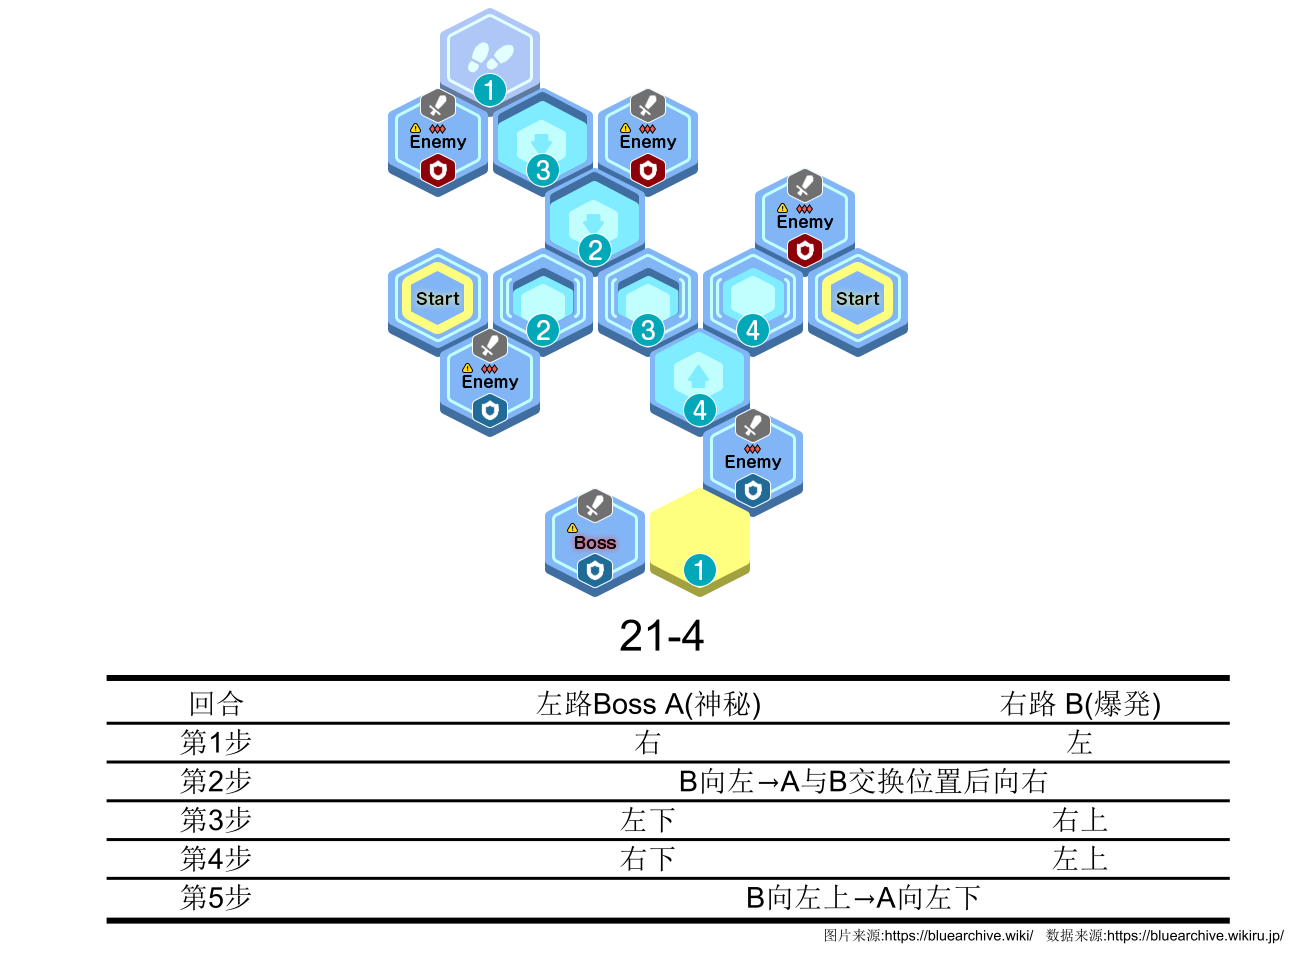 1
Enemy
3
Enemy
2
Enemy
Start
2
3
4
Start
Enemy
4
Enemy
Boss
1
21-4
回合 左路Boss A(神秘) 右路 B(爆発)
第1步 右 左
第2步 B向左→A与B交换位置后向右
第3步 左下 右上
第4步 右下 左上
第5步 B向左上→A向左下
图片来源:https://bluearchive.wiki/ 数据来源:https://bluearchive.wikiru.jp/